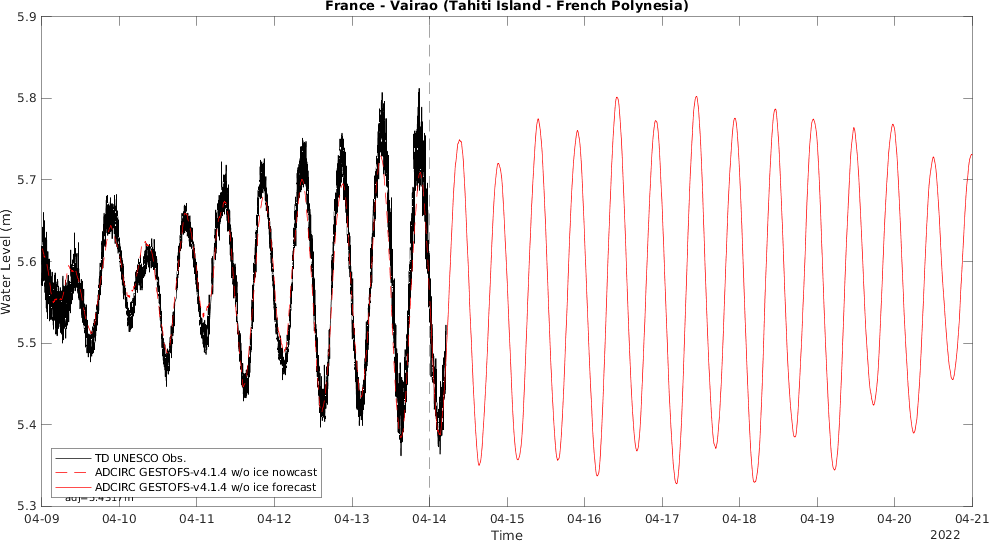 France - Vairao (Tahiti Island - French Polynesia)
5.9
5.8
5.7
5.6
5.5
5.4
5.3
Water Level (m)
TD UNESCO Obs.
ADCIRC GESTOFS-v4.1.4 w/o ice nowcast
ADCIRC GESTOFS-v4.1.4 w/o ice forecast
04-09 04-10 04-11 04-12 04-13 04-14 04-15 04-16 04-17 04-18 04-19 04-20 04-21
Time
2022